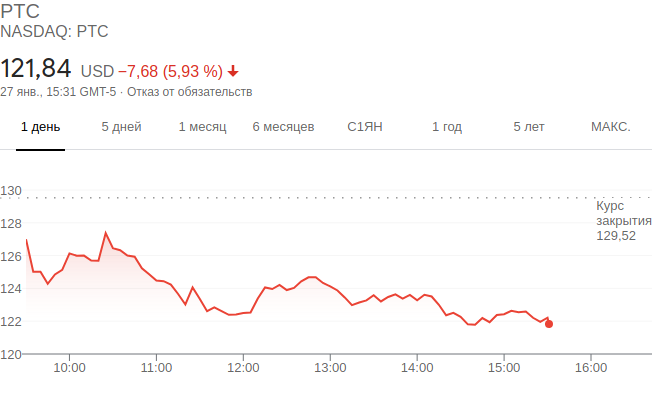 PTC
NASDAQ: PTC
121,84 USD −7,68 (5,93 %)
27 янв., 15:31 GMT-5 · Отказ от обязательств
1 день 5 дней 1 месяц 6 месяцев С1ЯН 1 год 5 лет МАКС.
130
Курс
закрытия
129,52
128
126
124
122
120
10:00 11:00 12:00 13:00 14:00 15:00 16:00